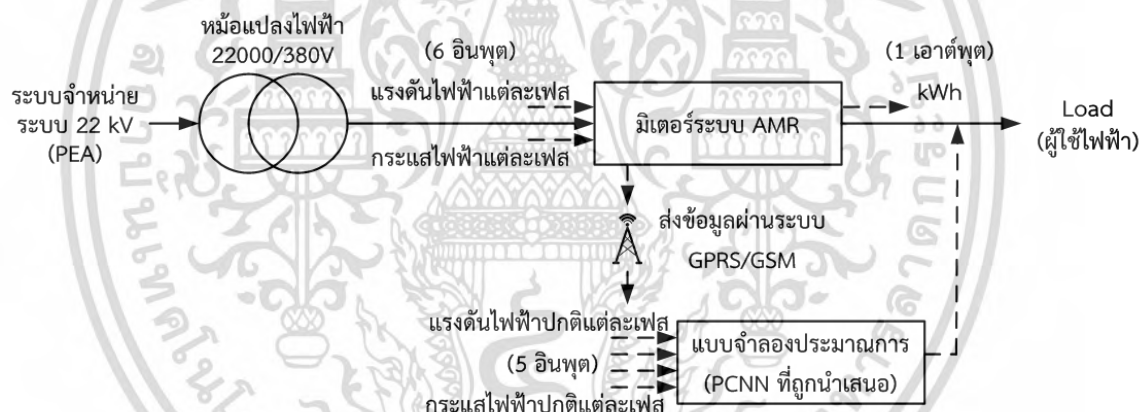 หม้อแปลงไฟฟ้า
22000/380V
(6 อินพุต)
(1 เอาต์พุต)
ระบบจำหน่าย
ระบบ 22 kV
(PEA)
แรงดันไฟฟ้าแต่ละเฟส
กระแสไฟฟ้าแต่ละเฟส
มิเตอร์ระบบ AMR
kWh
Load
(ผู้ใช้ไฟฟ้า)
ส่งข้อมูลผ่านระบบ
GPRS/GSM
แรงดันไฟฟ้าปกติแต่ละเฟส
(5 อินพุต)
กระแสไฟฟ้าปกติแต่ละเฟส
แบบจำลองประมาณการ
(PCNN ที่ถูกนำเสนอ)